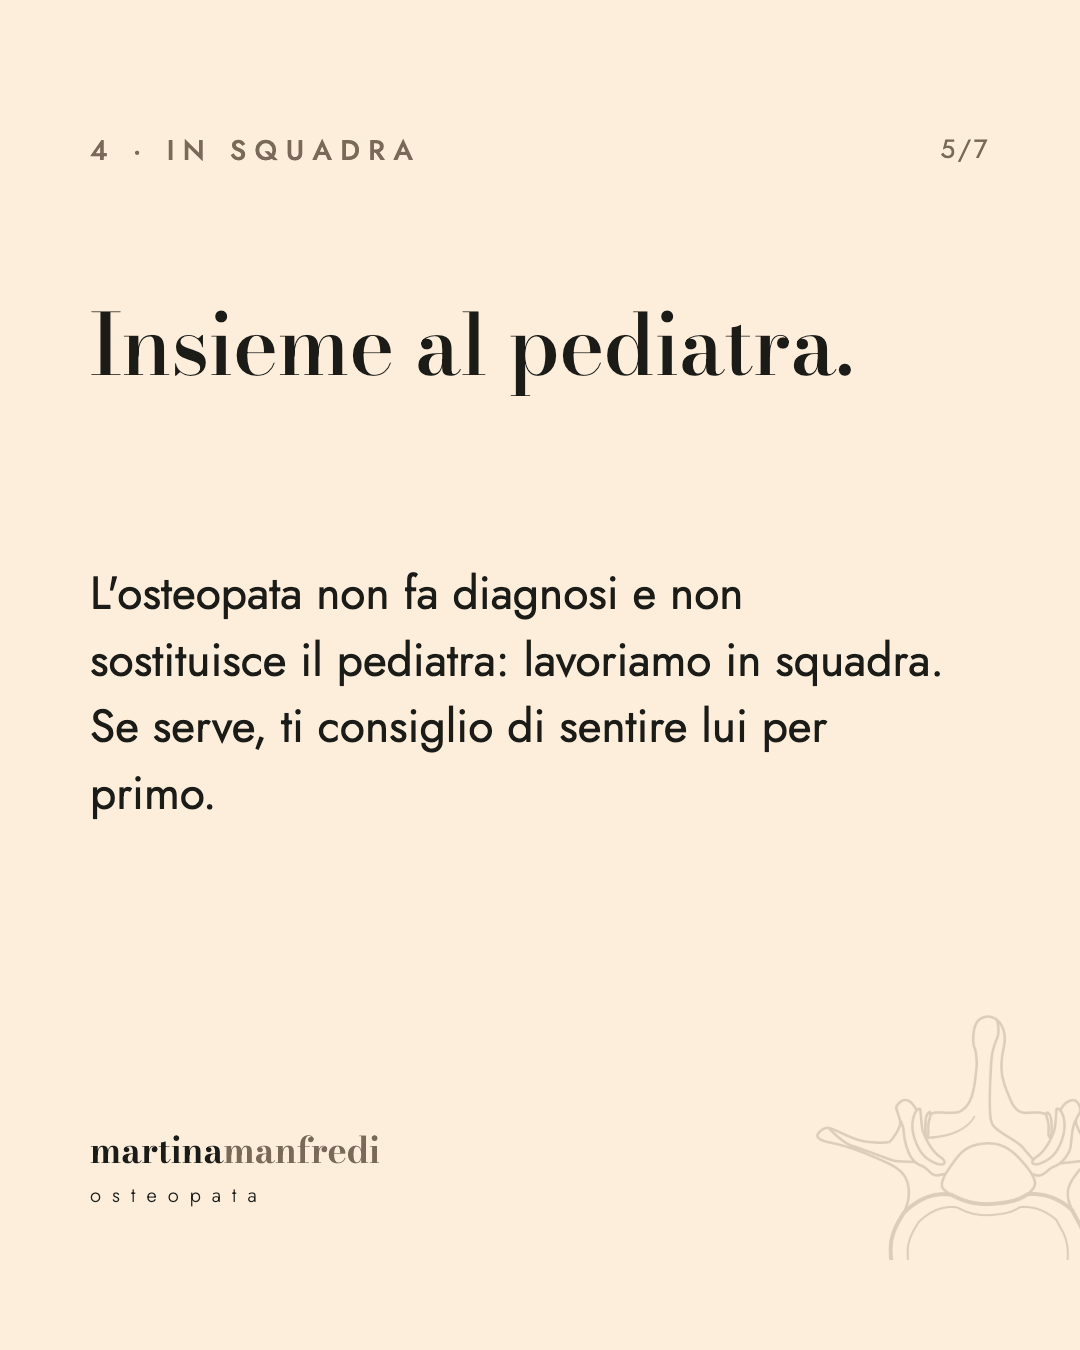 4 · IN SQUADRA
5/7
Insieme al pediatra.
L'osteopata non fa diagnosi e non
sostituisce il pediatra: lavoriamo in squadra.
Se serve, ti consiglio di sentire lui per
primo.
martinamanfredi
osteopata